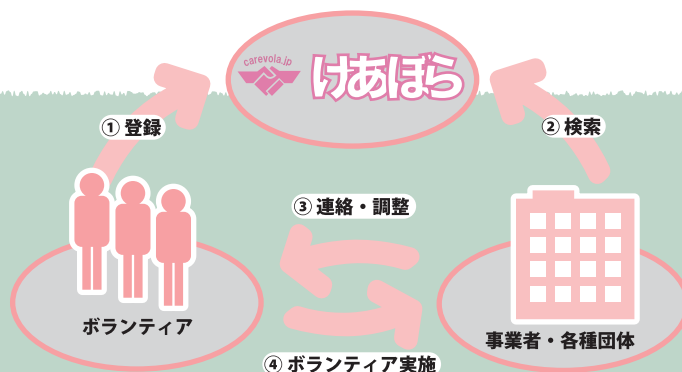 carevola.jp
けあぼら
① 登録
② 検索
③ 連絡・調整
ボランティア
事業者・各種団体
④ ボランティア実施